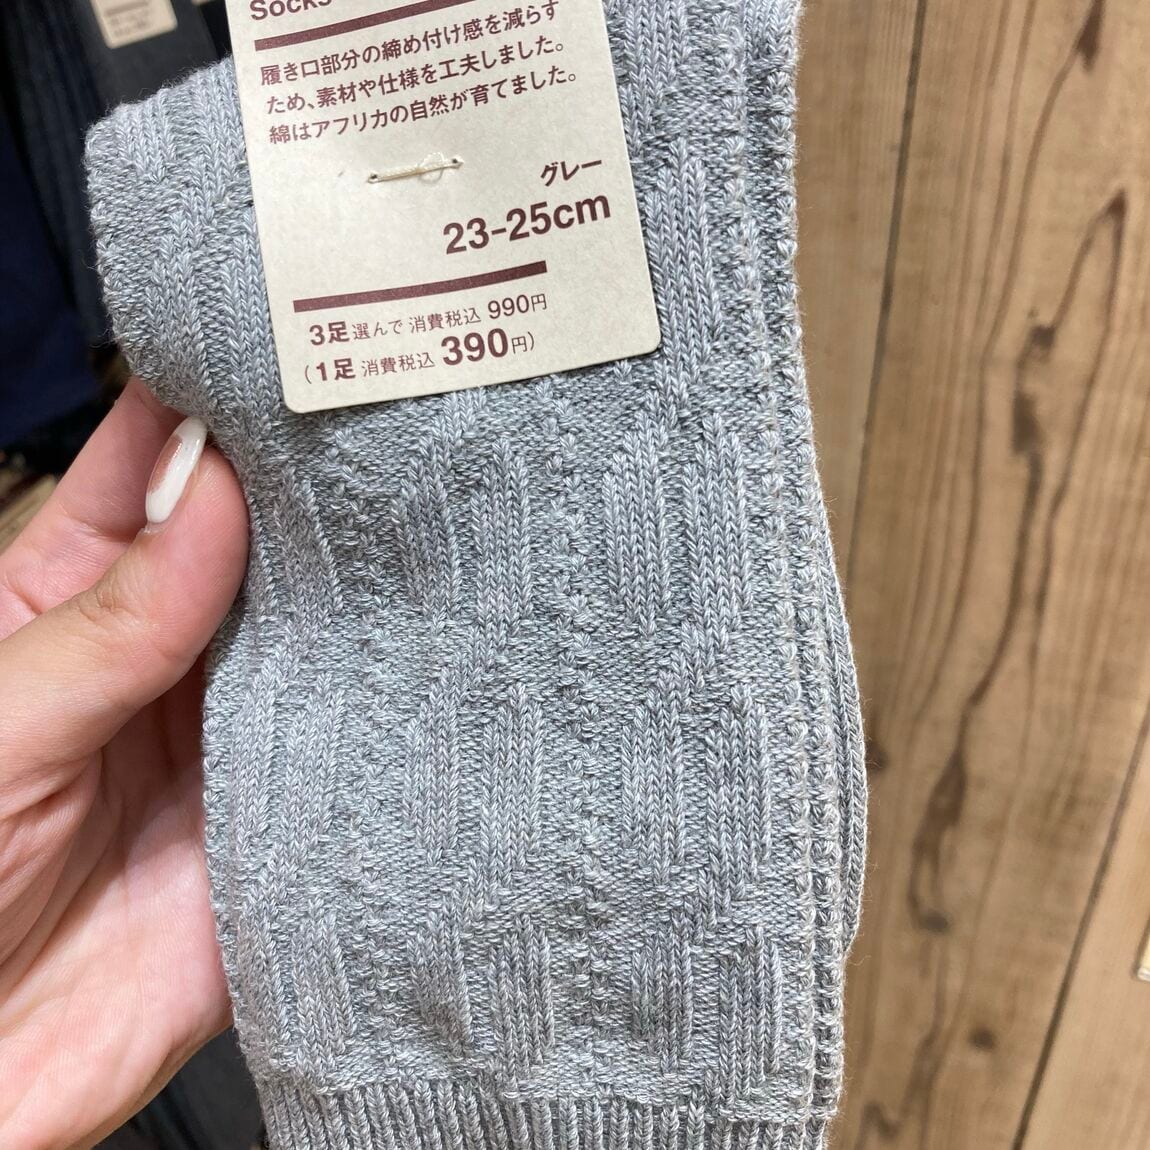 Socks
履き口部分の締め付け感を減らす
ため、素材や仕様を工夫しました。
綿はアフリカの自然が育てました。
グレー
23-25cm
3足選んで 消費税込 990円
(1足 消費税込 390円)